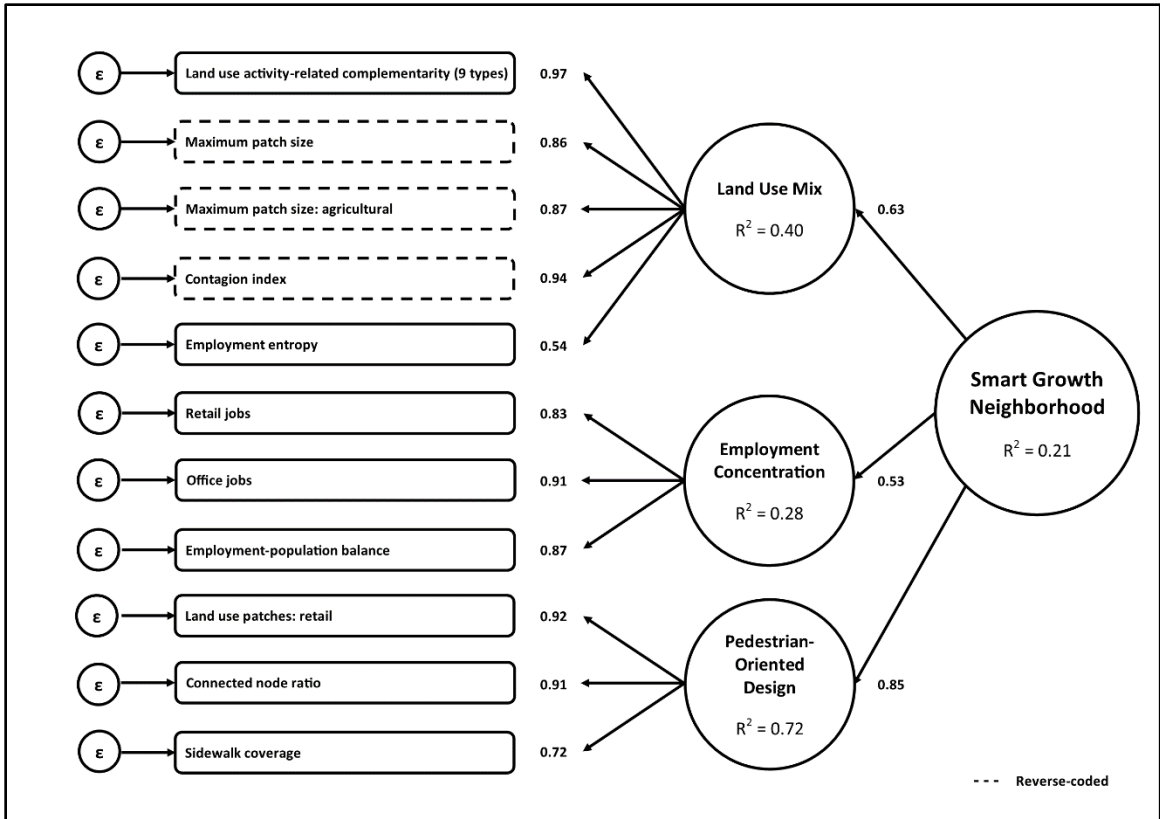 ε Land use activity-related complementarity (9 types) 0.97
ε Maximum patch size 0.86
ε Maximum patch size: agricultural 0.87
ε Contagion index 0.94
ε Employment entropy 0.54
ε Retail jobs 0.83
ε Office jobs 0.91
ε Employment-population balance 0.87
ε Land use patches: retail 0.92
ε Connected node ratio 0.91
ε Sidewalk coverage 0.72
Land Use Mix
R² = 0.40
0.63
Employment
Concentration
R² = 0.28
0.53
Pedestrian-
Oriented
Design
R² = 0.72
0.85
Smart Growth
Neighborhood
R² = 0.21
Reverse-coded